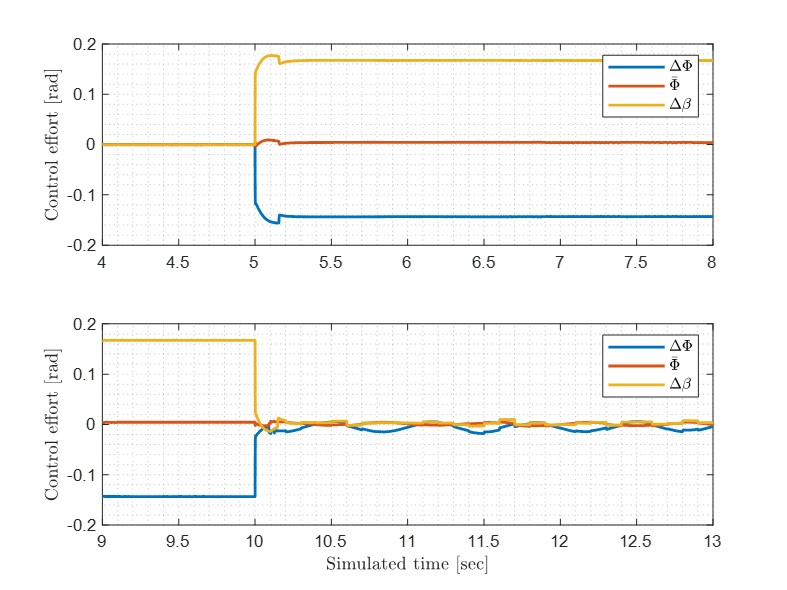 0.2
0.1
0
-0.1
-0.2
Control effort [rad]
ΔΦ
Φ̄
Δβ
4 4.5 5 5.5 6 6.5 7 7.5 8
0.2
0.1
0
-0.1
-0.2
Control effort [rad]
ΔΦ
Φ̄
Δβ
9 9.5 10 10.5 11 11.5 12 12.5 13
Simulated time [sec]